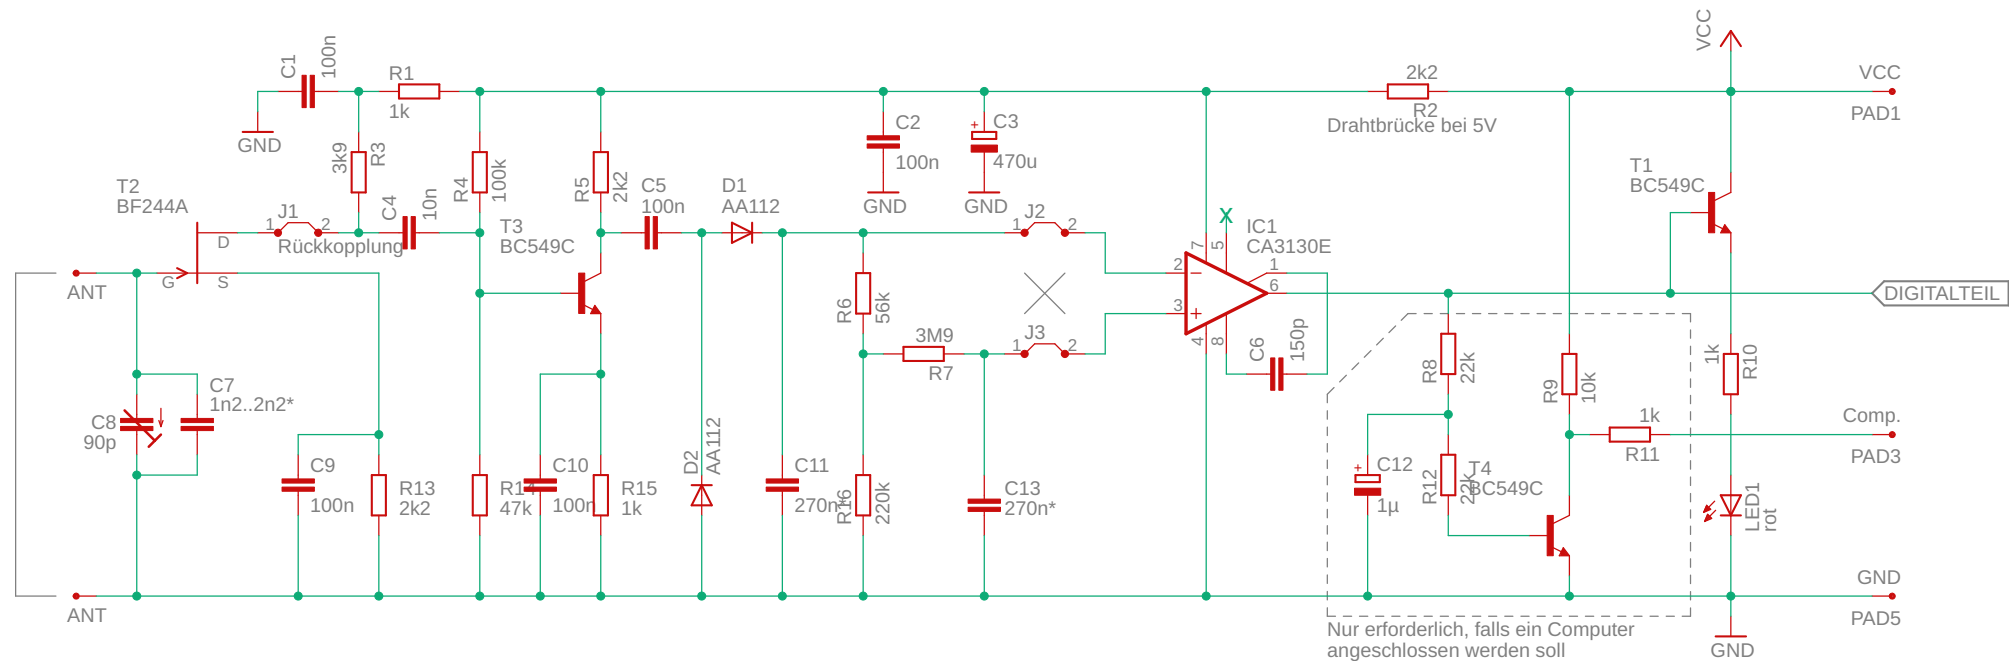 C1
100n
R1
1k
GND
3k9
R3
T2
BF244A
D
G
S
J1
1
2
Rückkopplung
C4
10n
R4
100k
T3
BC549C
R5
2k2
C5
100n
D1
AA112
C2
100n
GND
+
C3
470u
GND
J2
1
2
2k2
R2
Drahtbrücke bei 5V
VCC
VCC
PAD1
T1
BC549C
ANT
R6
56k
3M9
R7
J3
1
2
7
5
IC1
CA3130E
2
−
3
+
1
6
4
8
C6
150p
DIGITALTEIL
C8
90p
C7
1n2..2n2*
C9
100n
R13
2k2
R14
47k
C10
100n
R15
1k
D2
AA112
C11
270n*
R16
220k
C13
270n*
R8
22k
R9
10k
1k
R10
1k
R11
Comp.
PAD3
+
C12
1µ
R12
22k
T4
BC549C
LED1
rot
ANT
GND
PAD5
GND
Nur erforderlich, falls ein Computer
angeschlossen werden soll